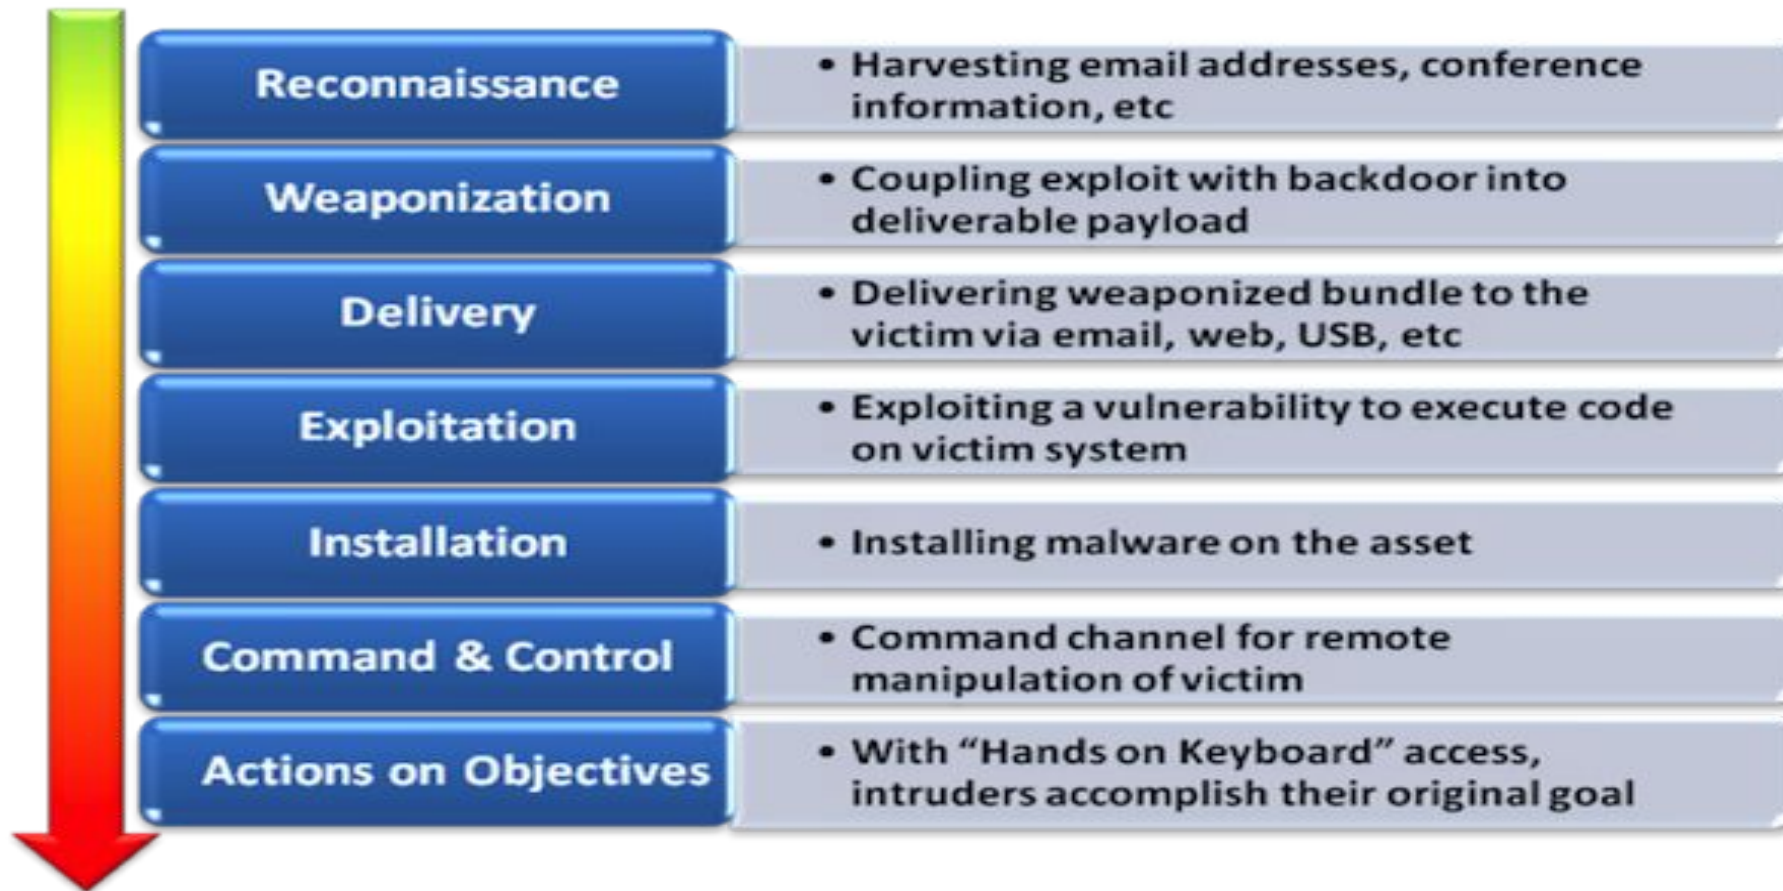 Reconnaissance
• Harvesting email addresses, conference
information, etc
Weaponization
• Coupling exploit with backdoor into
deliverable payload
Delivery
• Delivering weaponized bundle to the
victim via email, web, USB, etc
Exploitation
• Exploiting a vulnerability to execute code
on victim system
Installation
• Installing malware on the asset
Command & Control
• Command channel for remote
manipulation of victim
Actions on Objectives
• With “Hands on Keyboard” access,
intruders accomplish their original goal